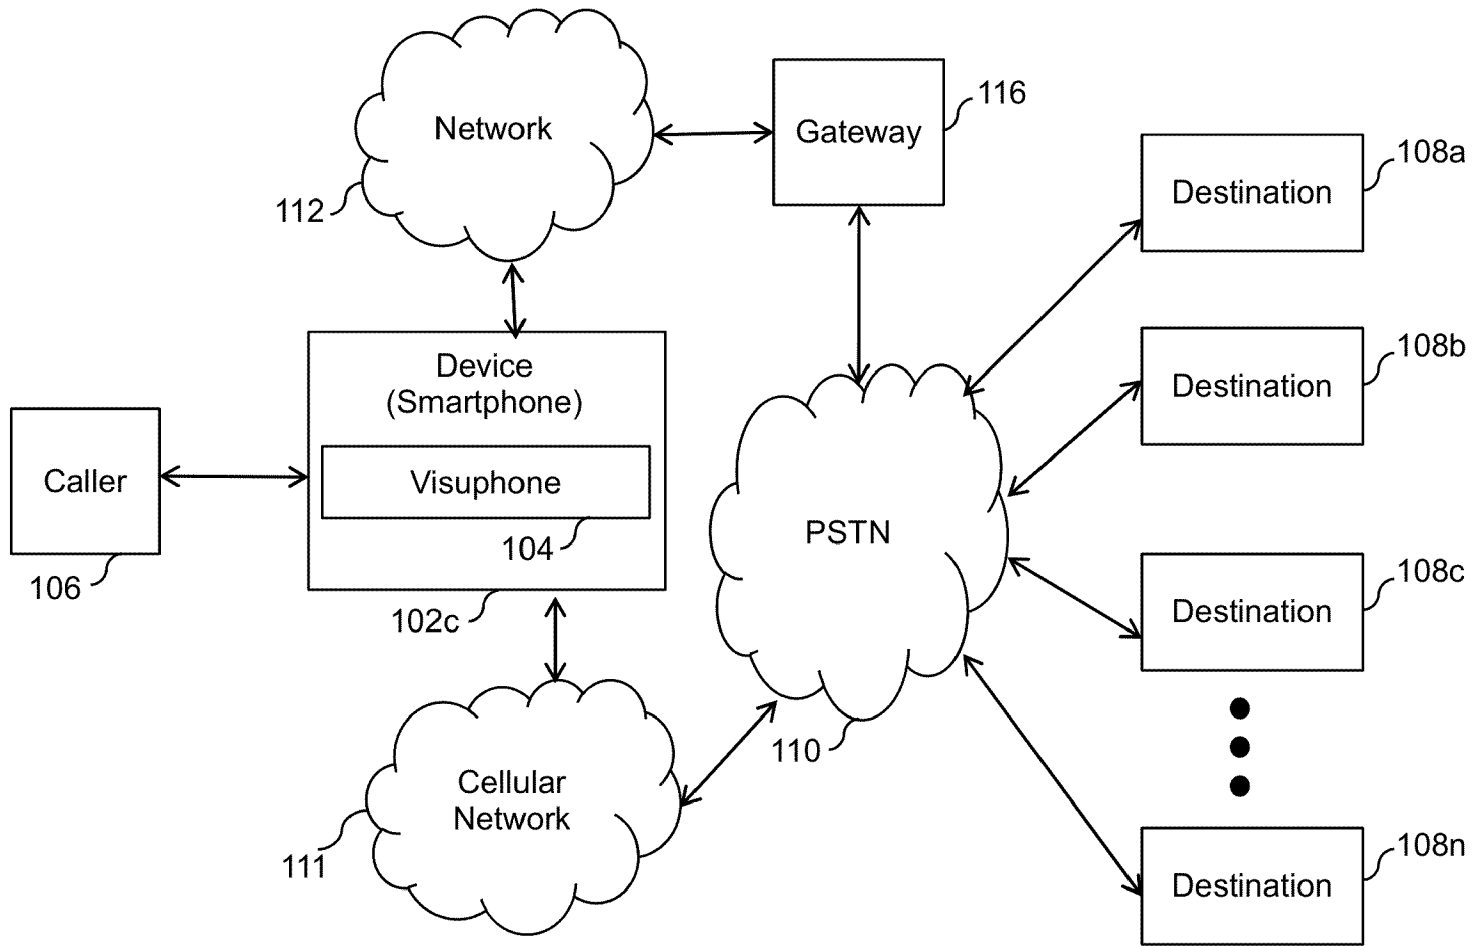 Network
112
Gateway
116
Destination
108a
Device
(Smartphone)
Visuphone
104
102c
Caller
106
PSTN
110
Destination
108b
Destination
108c
Cellular
Network
111
Destination
108n